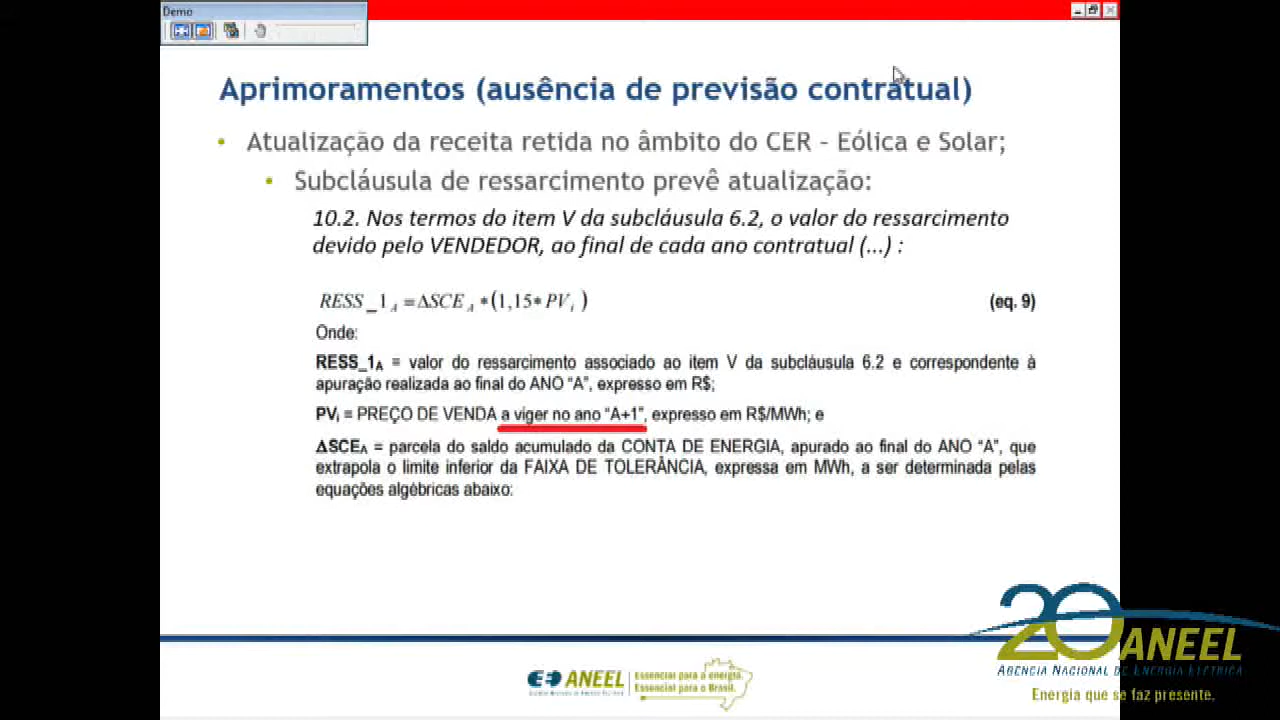 Demo
Aprimoramentos (ausência de previsão contratual)
• Atualização da receita retida no âmbito do CER – Eólica e Solar;
• Subcláusula de ressarcimento prevê atualização:
10.2. Nos termos do item V da subcláusula 6.2, o valor do ressarcimento
devido pelo VENDEDOR, ao final de cada ano contratual (...) :
RESS_1A = ΔSCEA * (1,15 * PVi) (eq. 9)
Onde:
RESS_1A = valor do ressarcimento associado ao item V da subcláusula 6.2 e correspondente à
apuração realizada ao final do ANO “A”, expresso em R$;
PVi = PREÇO DE VENDA a viger no ano “A+1”, expresso em R$/MWh; e
ΔSCEA = parcela do saldo acumulado da CONTA DE ENERGIA, apurado ao final do ANO “A”, que
extrapola o limite inferior da FAIXA DE TOLERÂNCIA, expressa em MWh, a ser determinada pelas
equações algébricas abaixo:
ANEEL
Essencial para a energia.
Essencial para o Brasil.
20 ANEEL
AGÊNCIA NACIONAL DE ENERGIA ELÉTRICA
Energia que se faz presente.